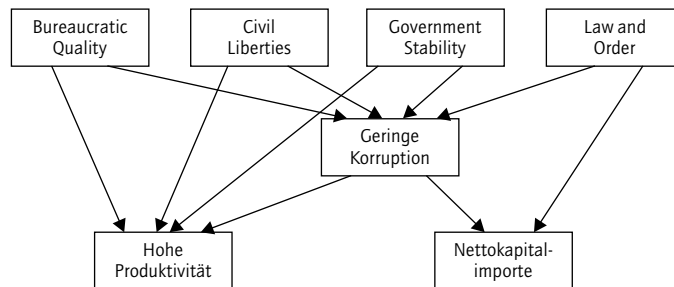 Bureaucratic
Quality
Civil
Liberties
Government
Stability
Law and
Order
Geringe
Korruption
Hohe
Produktivität
Nettokapital-
importe